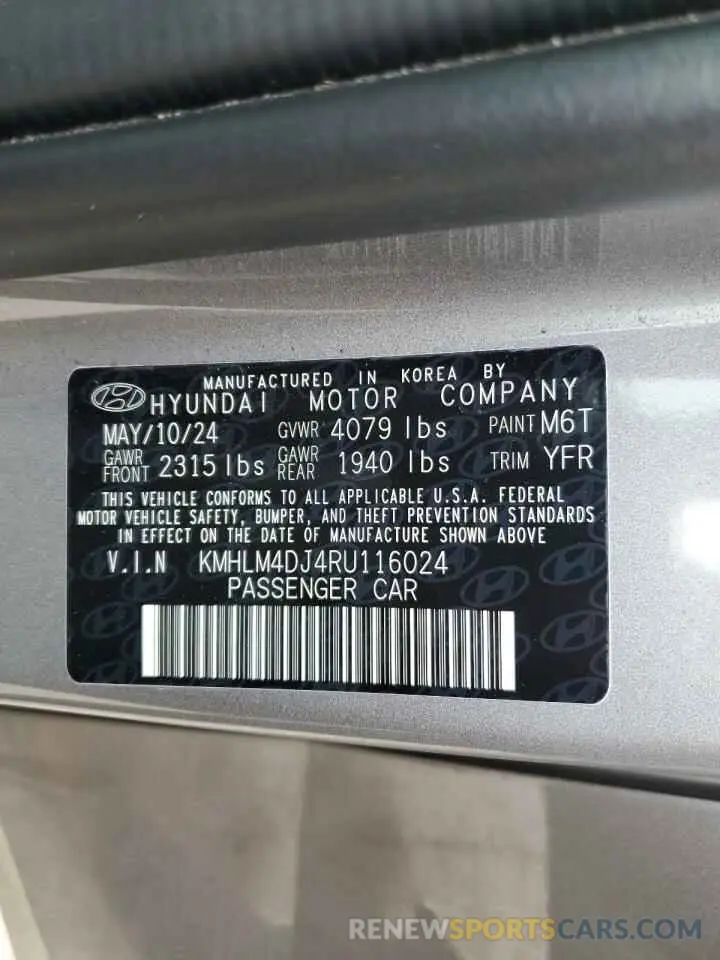 MANUFACTURED IN KOREA BY
HYUNDAI MOTOR COMPANY
MAY/10/24 GVWR 4079 lbs PAINT M6T
GAWR FRONT 2315 lbs GAWR REAR 1940 lbs TRIM YFR
THIS VEHICLE CONFORMS TO ALL APPLICABLE U.S.A. FEDERAL
MOTOR VEHICLE SAFETY, BUMPER, AND THEFT PREVENTION STANDARDS
IN EFFECT ON THE DATE OF MANUFACTURE SHOWN ABOVE
V.I.N KMHLM4DJ4RU116024
PASSENGER CAR
RENEWSPORTSCARS.COM